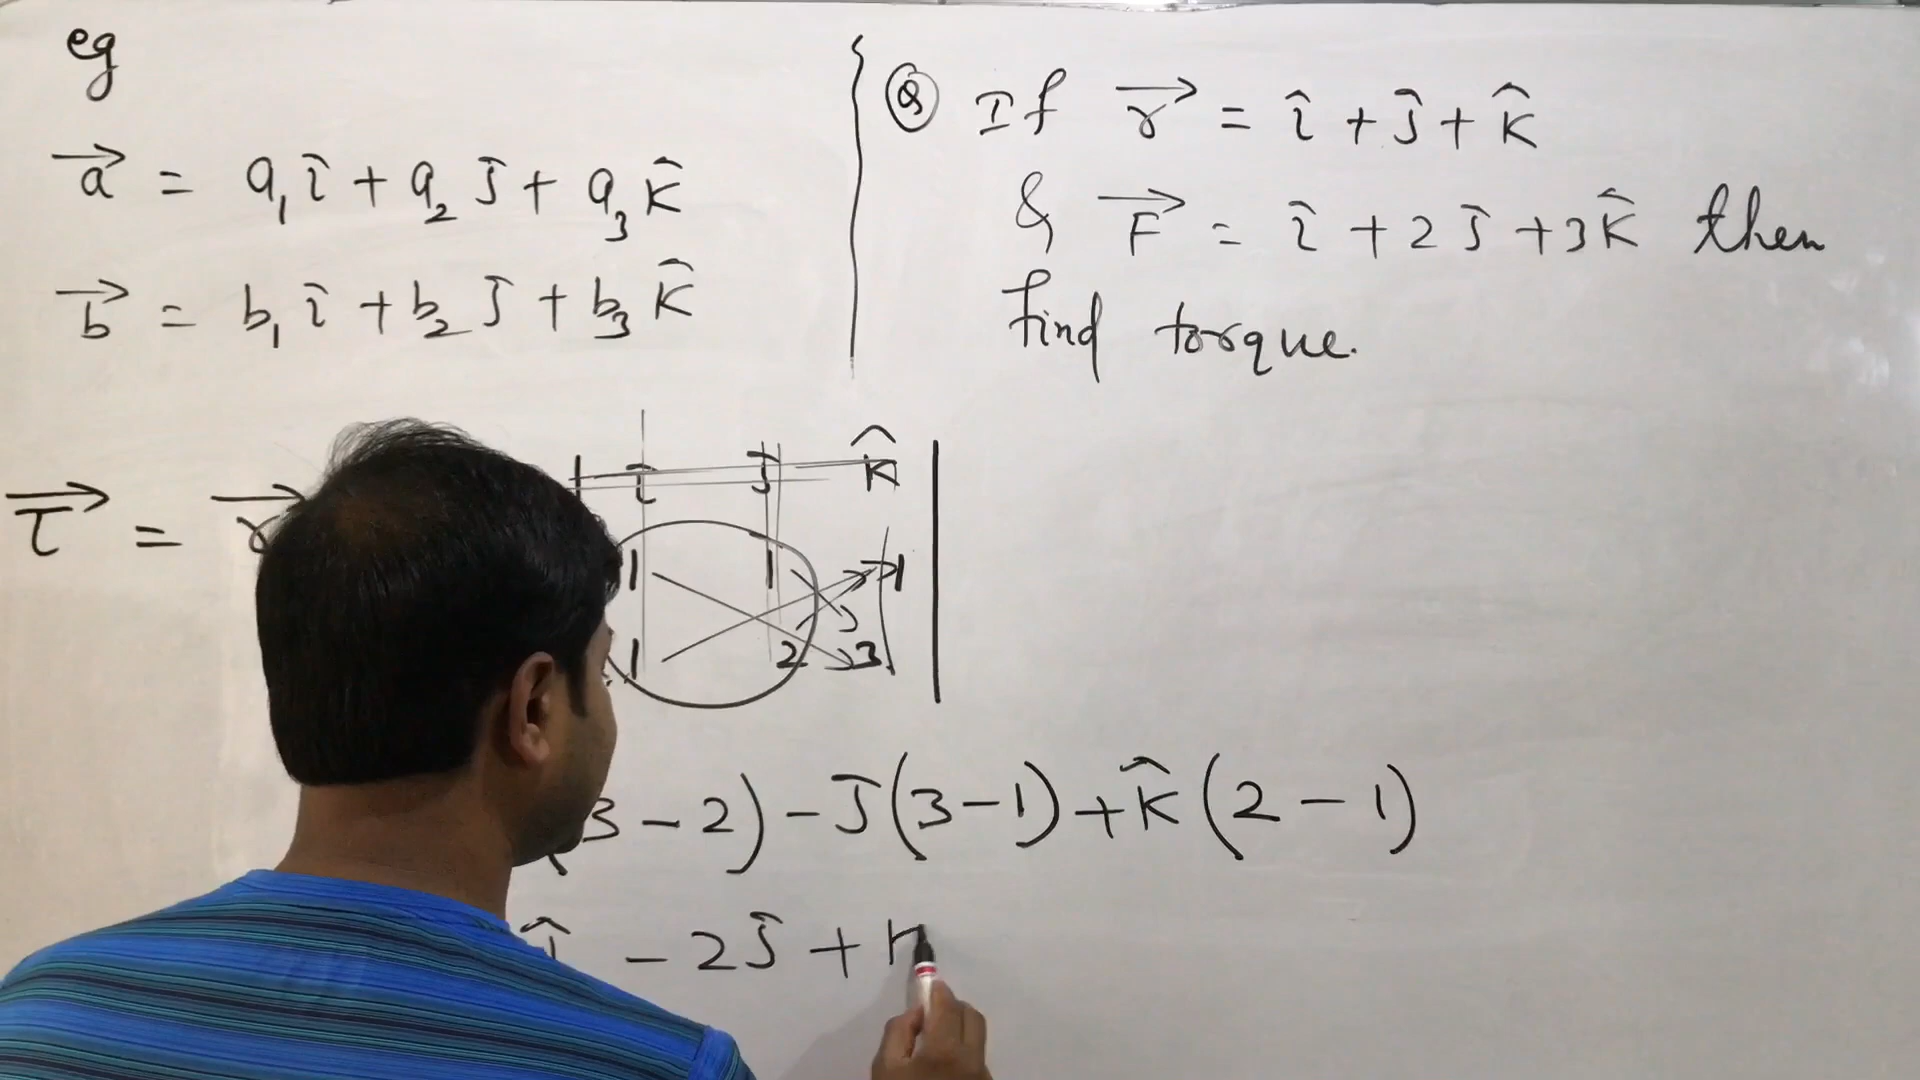 eg
a⃗ = a₁î + a₂ĵ + a₃k̂
b⃗ = b₁î + b₂ĵ + b₃k̂
Q If r⃗ = î + ĵ + k̂
& F⃗ = î + 2ĵ + 3k̂ then
find torque.
τ⃗ = r⃗
î ĵ k̂
1 1 1
1 2 3
(3 - 2) - ĵ(3 - 1) + k̂(2 - 1)
î - 2ĵ +